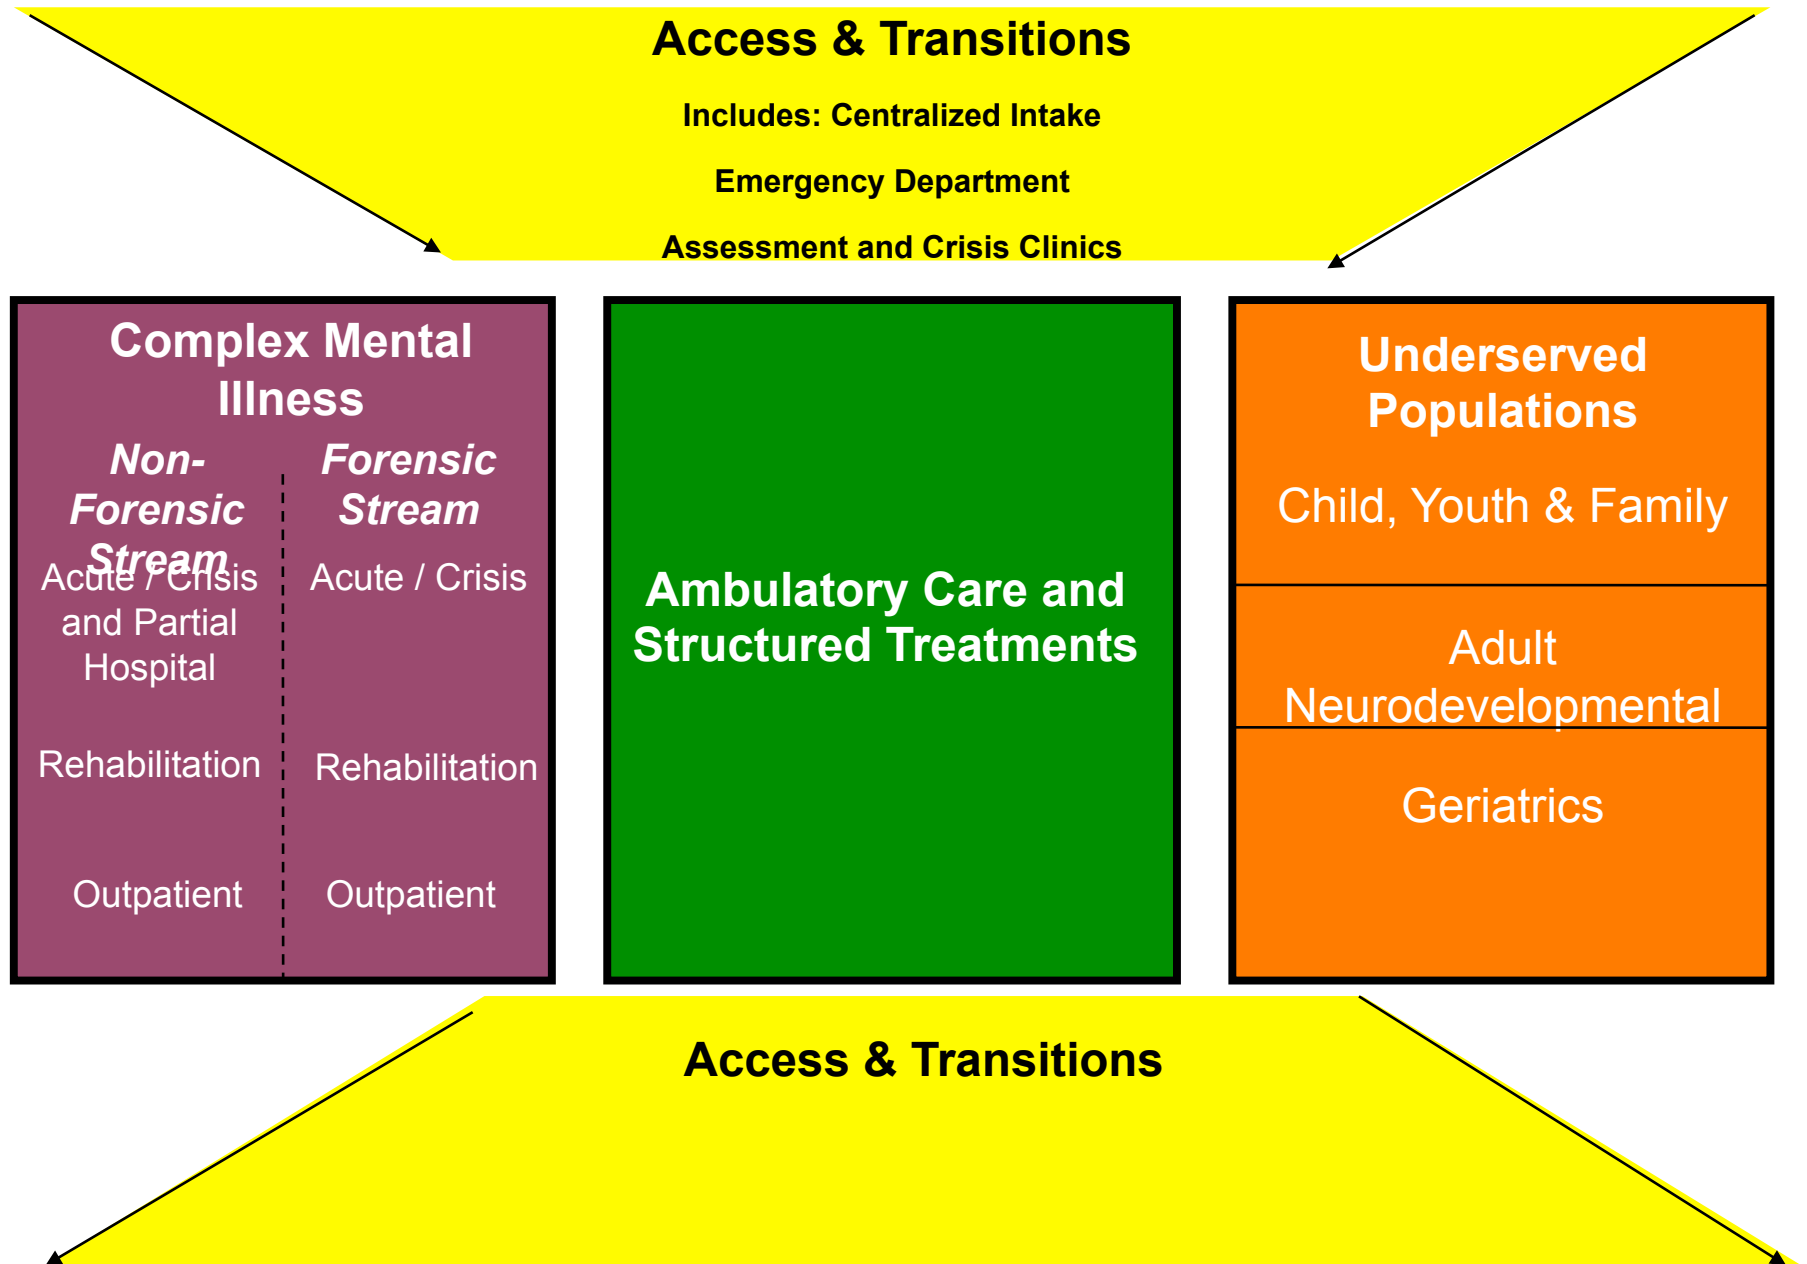 Access & Transitions
Includes: Centralized Intake
Emergency Department
Assessment and Crisis Clinics
Complex Mental
Illness
Non-
Forensic
Stream
Acute / Crisis
and Partial
Hospital
Rehabilitation
Outpatient
Forensic
Stream
Acute / Crisis
Rehabilitation
Outpatient
Ambulatory Care and
Structured Treatments
Underserved
Populations
Child, Youth & Family
Adult
Neurodevelopmental
Geriatrics
Access & Transitions